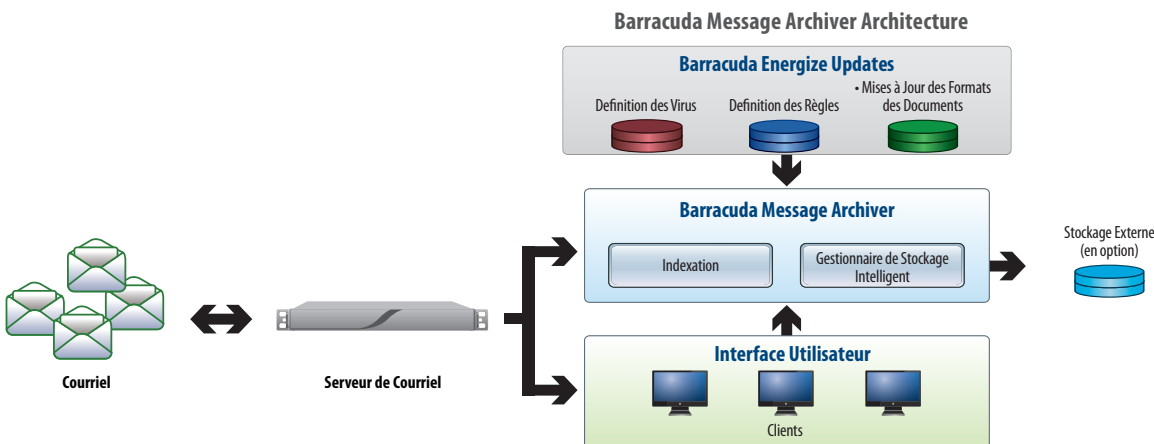 Barracuda Message Archiver Architecture
Barracuda Energize Updates
Definition des Virus
Definition des Règles
• Mises à Jour des Formats
des Documents
Barracuda Message Archiver
Indexation
Gestionnaire de Stockage
Intelligent
Stockage Externe
(en option)
Courriel
Serveur de Courriel
Interface Utilisateur
Clients